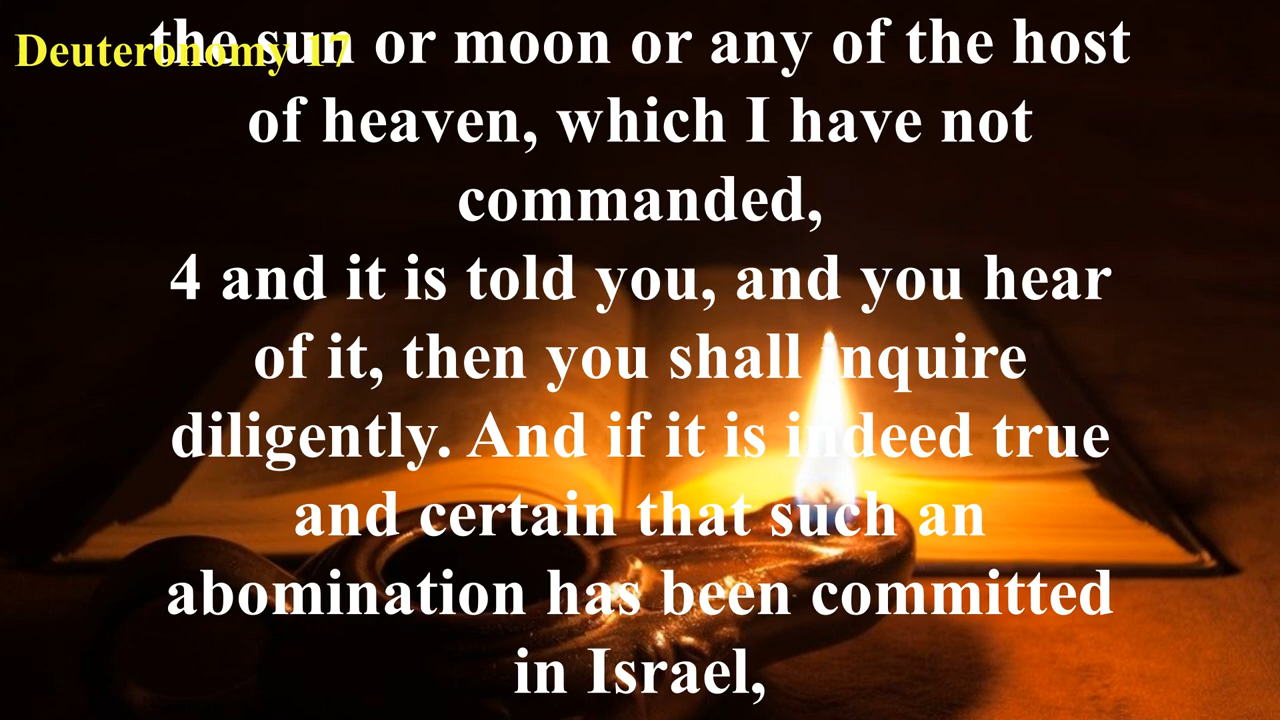 Deuteronomy 17
the sun or moon or any of the host
of heaven, which I have not
commanded,
4 and it is told you, and you hear
of it, then you shall inquire
diligently. And if it is indeed true
and certain that such an
abomination has been committed
in Israel,